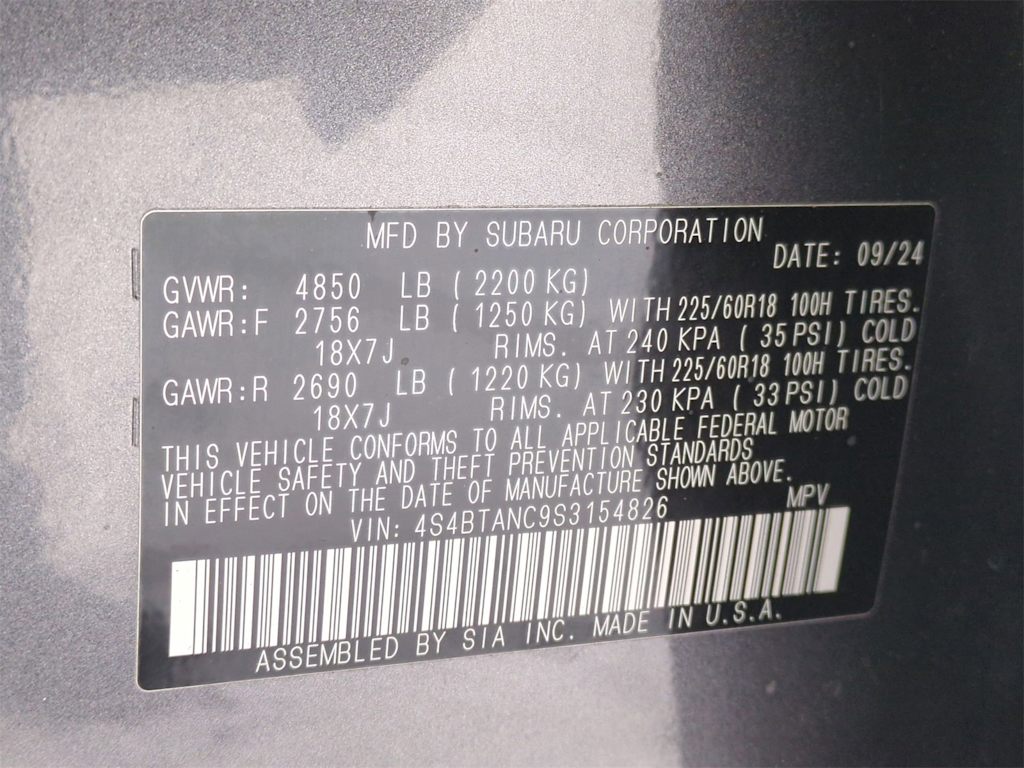 MFD BY SUBARU CORPORATION
DATE: 09/24
GVWR: 4850 LB ( 2200 KG)
GAWR:F 2756 LB ( 1250 KG) WITH 225/60R18 100H TIRES.
18X7J RIMS. AT 240 KPA ( 35 PSI) COLD
GAWR:R 2690 LB ( 1220 KG) WITH 225/60R18 100H TIRES.
18X7J RIMS. AT 230 KPA ( 33 PSI) COLD
THIS VEHICLE CONFORMS TO ALL APPLICABLE FEDERAL MOTOR
VEHICLE SAFETY AND THEFT PREVENTION STANDARDS
IN EFFECT ON THE DATE OF MANUFACTURE SHOWN ABOVE.
VIN: 4S4BTANC9S3154826 MPV
ASSEMBLED BY SIA INC. MADE IN U.S.A.